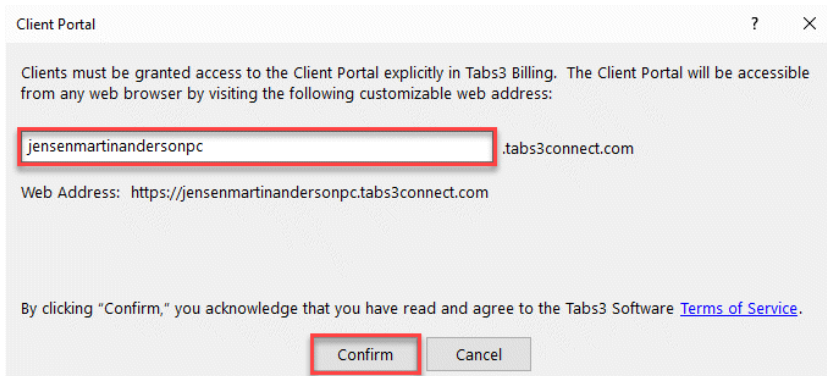 Client Portal ? ×
Clients must be granted access to the Client Portal explicitly in Tabs3 Billing. The Client Portal will be accessible
from any web browser by visiting the following customizable web address:
jensenmartinandersonpc .tabs3connect.com
Web Address: https://jensenmartinandersonpc.tabs3connect.com
By clicking "Confirm," you acknowledge that you have read and agree to the Tabs3 Software Terms of Service.
Confirm Cancel